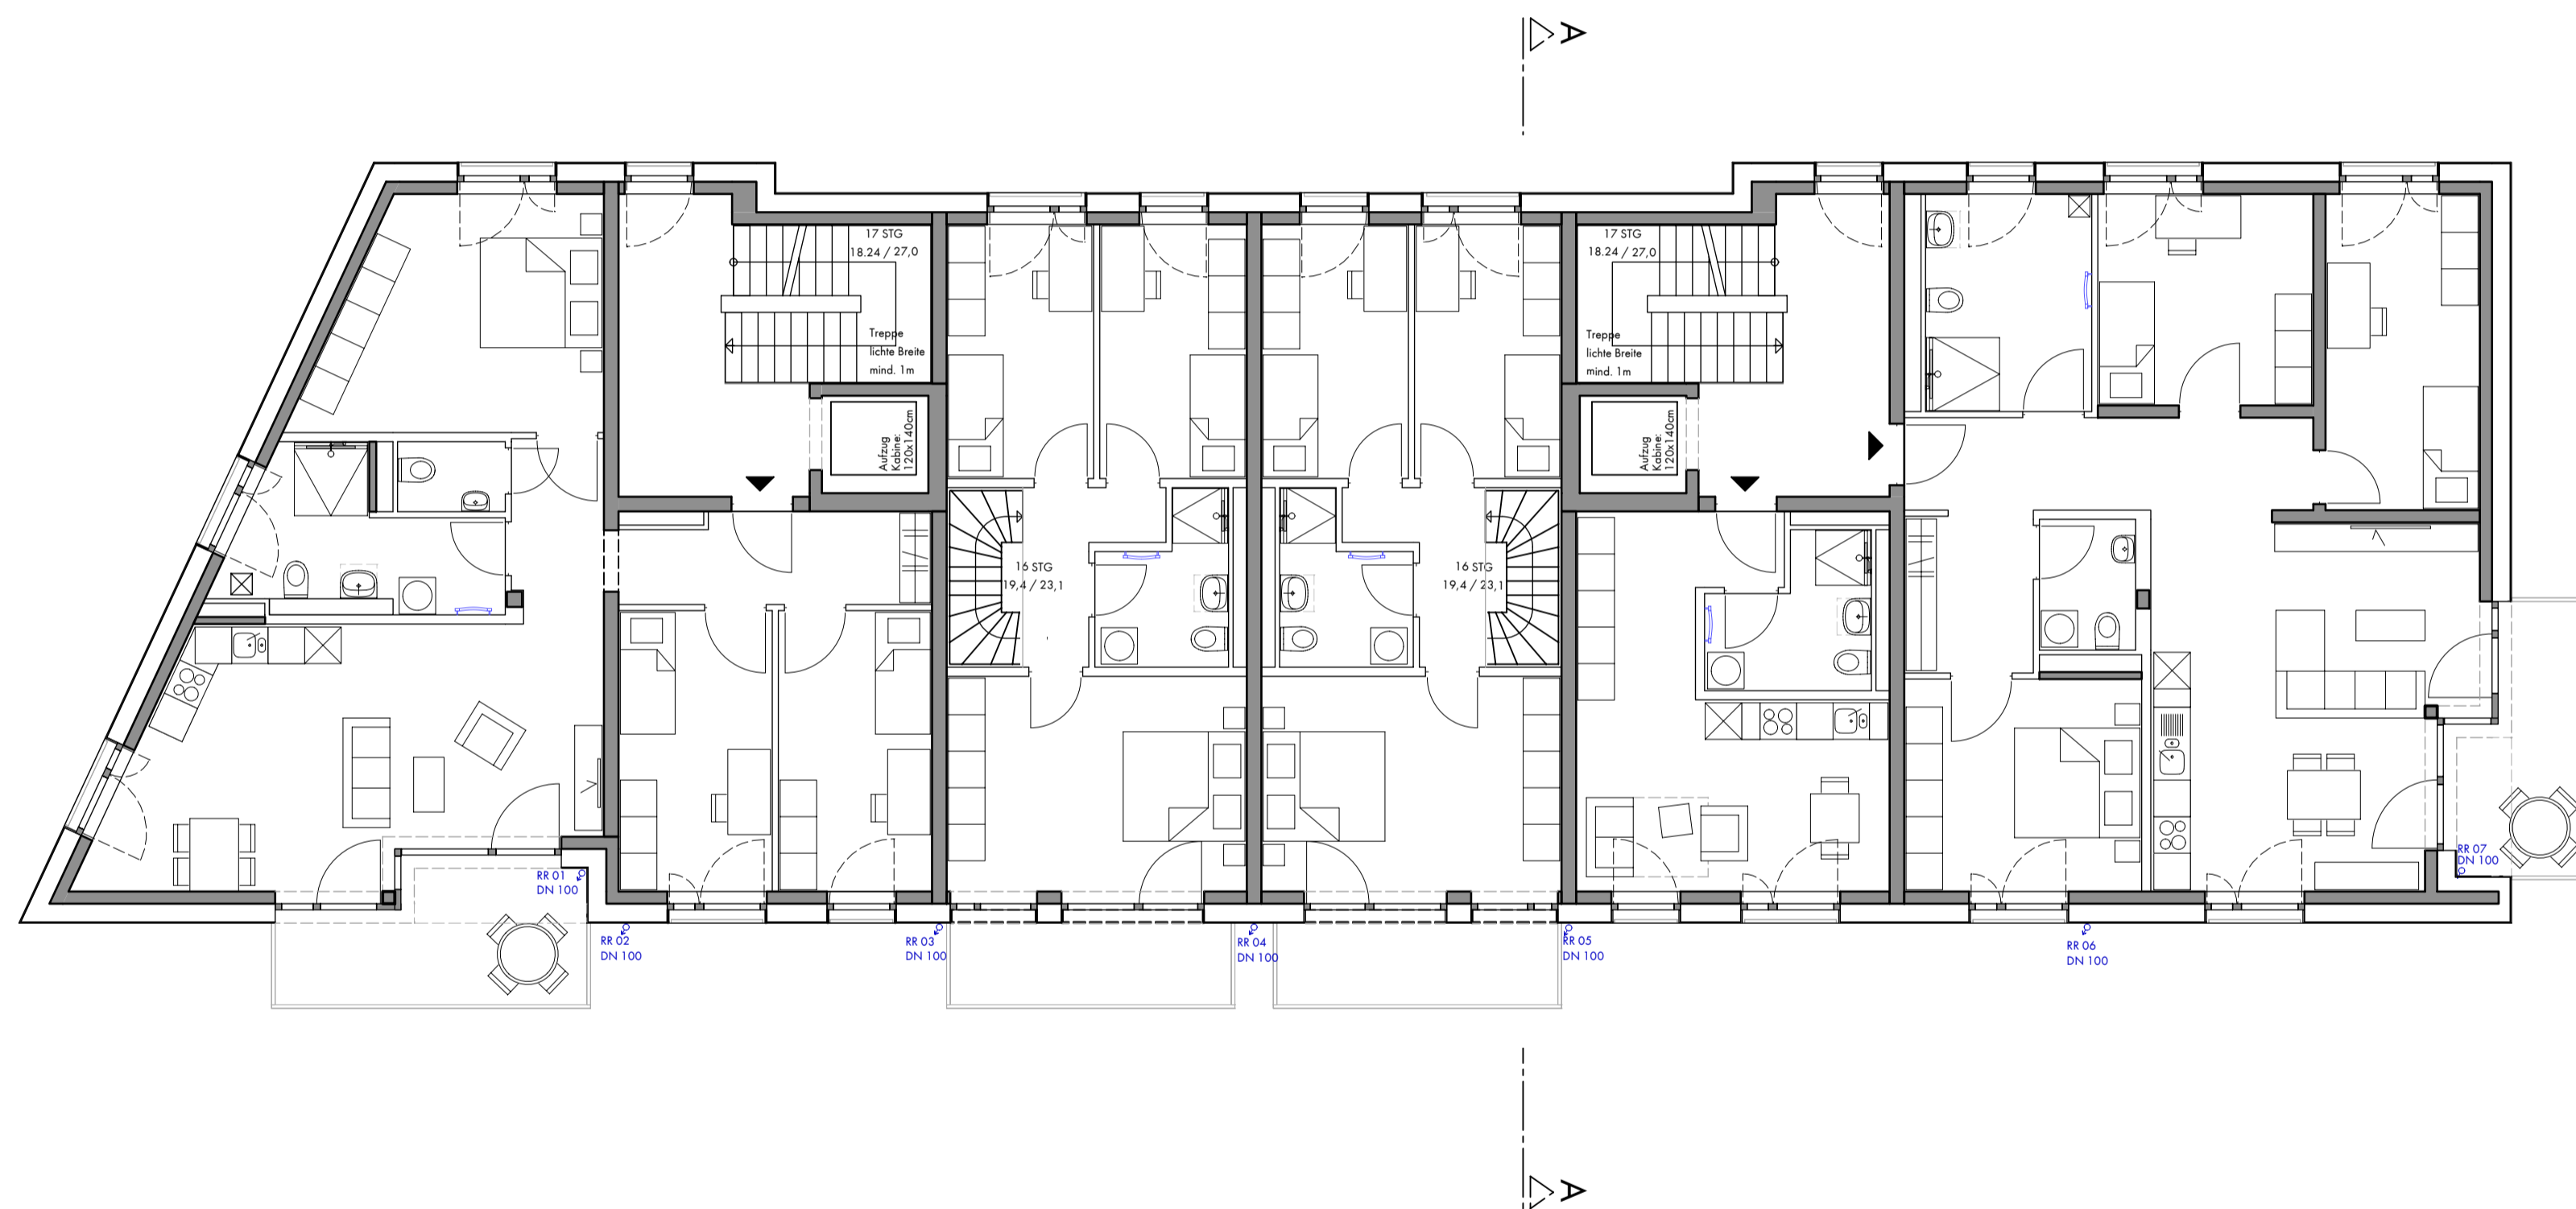 A
17 STG
18.24 / 27,0
Treppe
lichte Breite
mind. 1m
Aufzug
Kabine:
120x140cm
17 STG
18.24 / 27,0
Treppe
lichte Breite
mind. 1m
Aufzug
Kabine:
120x140cm
16 STG
19,4 / 23,1
16 STG
19,4 / 23,1
RR 01
DN 100
RR 02
DN 100
RR 03
DN 100
RR 04
DN 100
RR 05
DN 100
RR 06
DN 100
RR 07
DN 100
A